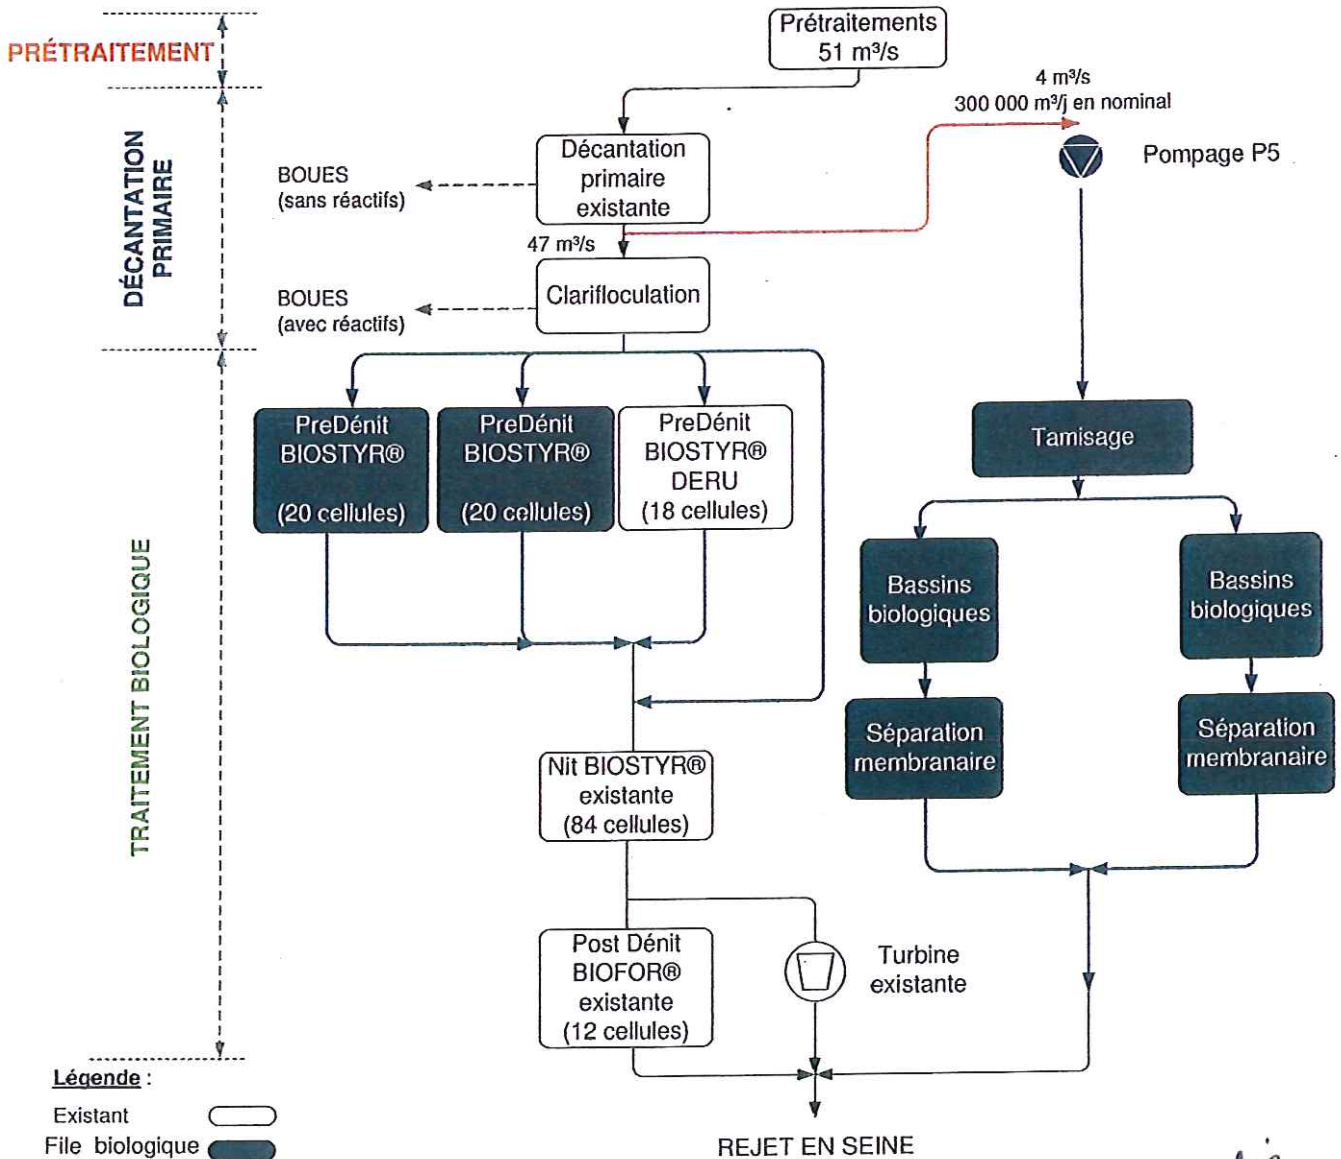 Prétraitements
51 m³/s
PRÉTRAITEMENT
4 m³/s
300 000 m³/j en nominal
Pompage P5
DÉCANTATION
PRIMAIRE
Décantation
primaire
existante
BOUES
(sans réactifs)
47 m³/s
Clarifloculation
BOUES
(avec réactifs)
TRAITEMENT BIOLOGIQUE
PreDénit
BIOSTYR®
(20 cellules)
PreDénit
BIOSTYR®
(20 cellules)
PreDénit
BIOSTYR®
DERU
(18 cellules)
Tamisage
Bassins
biologiques
Bassins
biologiques
Séparation
membranaire
Séparation
membranaire
Nit BIOSTYR®
existante
(84 cellules)
Post Dénit
BIOFOR®
existante
(12 cellules)
Turbine
existante
Légende :
Existant
File biologique
REJET EN SEINE